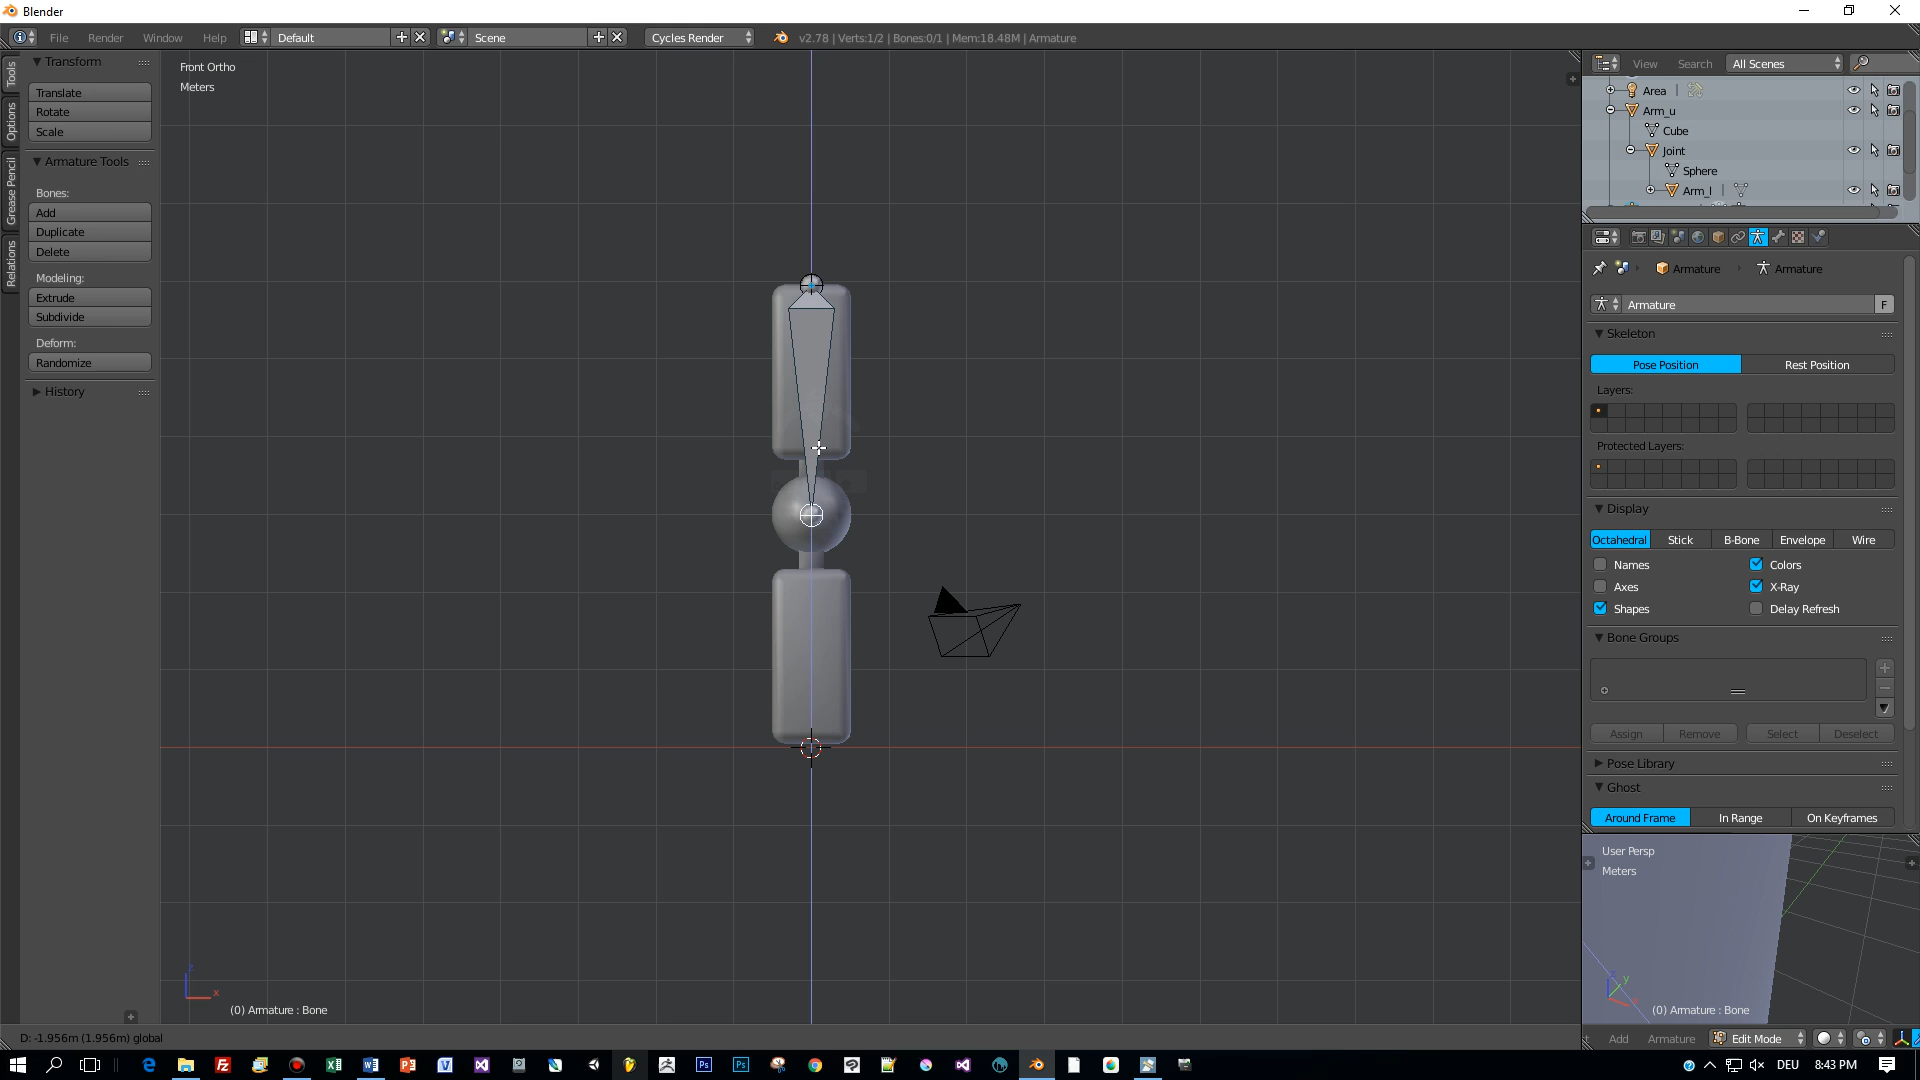 Blender
File Render Window Help Default Scene Cycles Render v2.78 | Verts:1/2 | Bones:0/1 | Mem:18.48M | Armature
Tools
Options
Grease Pencil
Relations
Transform
Translate
Rotate
Scale
Armature Tools
Bones:
Add
Duplicate
Delete
Modeling:
Extrude
Subdivide
Deform:
Randomize
History
Front Ortho
Meters
z
x
(0) Armature : Bone
D: -1.956m (1.956m) global
View Search All Scenes
Area
Arm_u
Cube
Joint
Sphere
Arm_l
Armature Armature
Armature F
Skeleton
Pose Position Rest Position
Layers:
Protected Layers:
Display
Octahedral Stick B-Bone Envelope Wire
Names Colors
Axes X-Ray
Shapes Delay Refresh
Bone Groups
Assign Remove Select Deselect
Pose Library
Ghost
Around Frame In Range On Keyframes
User Persp
Meters
y
(0) Armature : Bone
Add Armature Edit Mode
DEU 8:43 PM